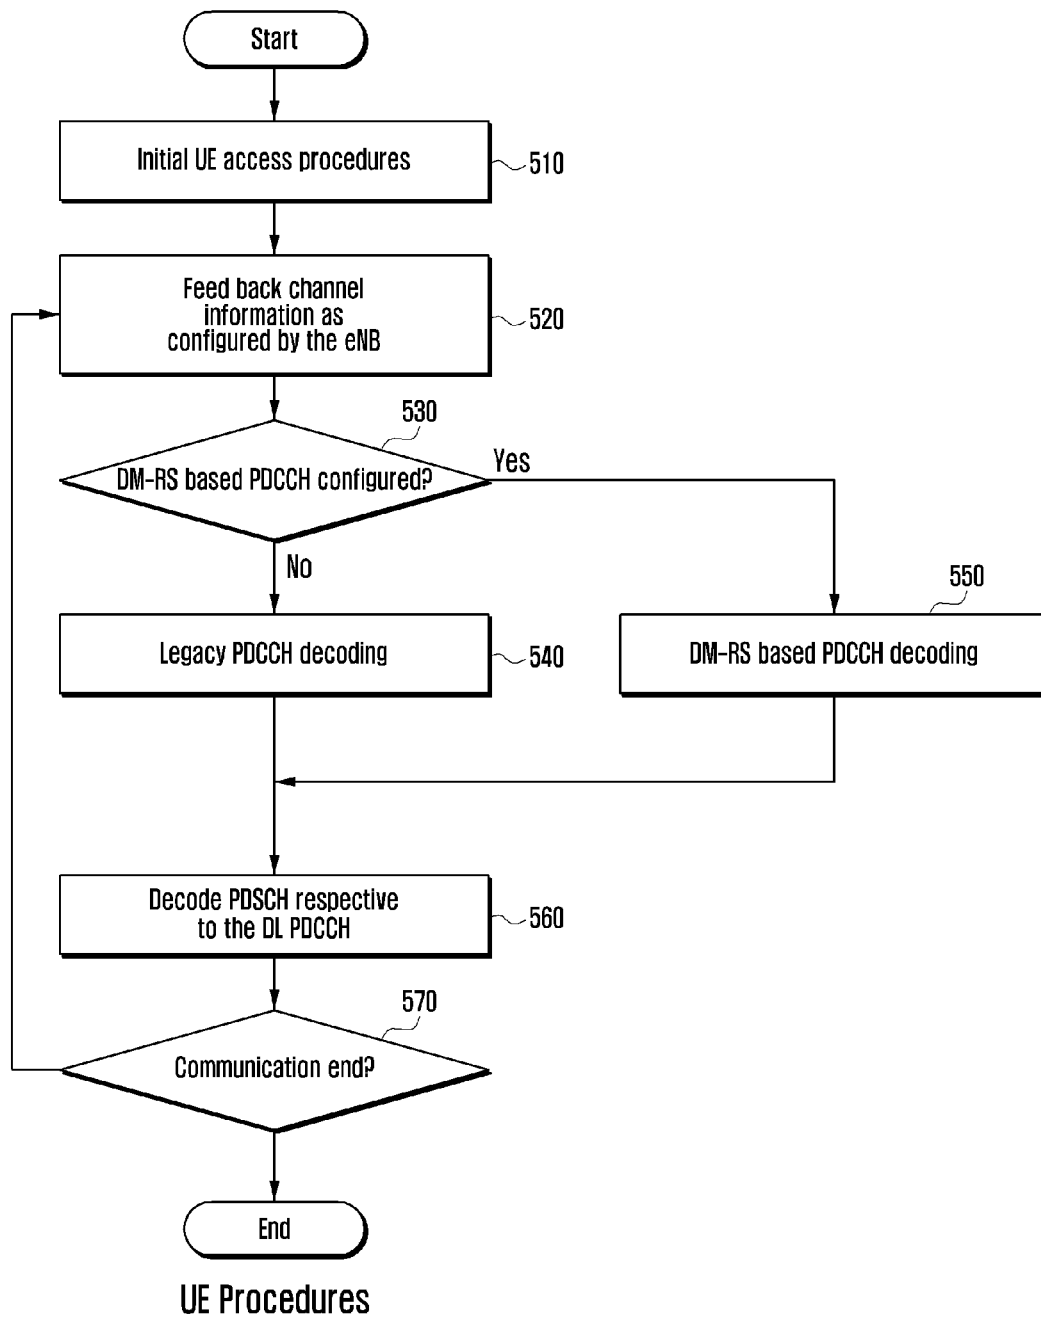 Start
Initial UE access procedures
510
Feed back channel
information as
configured by the eNB
520
530
DM-RS based PDCCH configured?
Yes
No
550
Legacy PDCCH decoding
540
DM-RS based PDCCH decoding
Decode PDSCH respective
to the DL PDCCH
560
570
Communication end?
End
UE Procedures